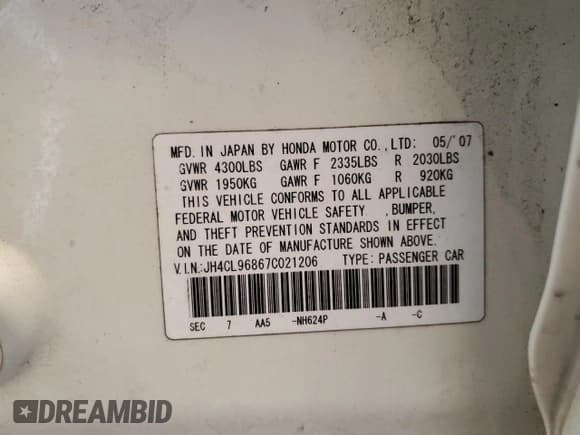 MFD. IN JAPAN BY HONDA MOTOR CO., LTD: 05/'07
GVWR 4300LBS GAWR F 2335LBS R 2030LBS
GVWR 1950KG GAWR F 1060KG R 920KG
THIS VEHICLE CONFORMS TO ALL APPLICABLE
FEDERAL MOTOR VEHICLE SAFETY , BUMPER,
AND THEFT PREVENTION STANDARDS IN EFFECT
ON THE DATE OF MANUFACTURE SHOWN ABOVE.
V.I.N.:JH4CL96867C021206 TYPE: PASSENGER CAR
SEC 7 AA5 -NH624P -A -C
DREAMBID